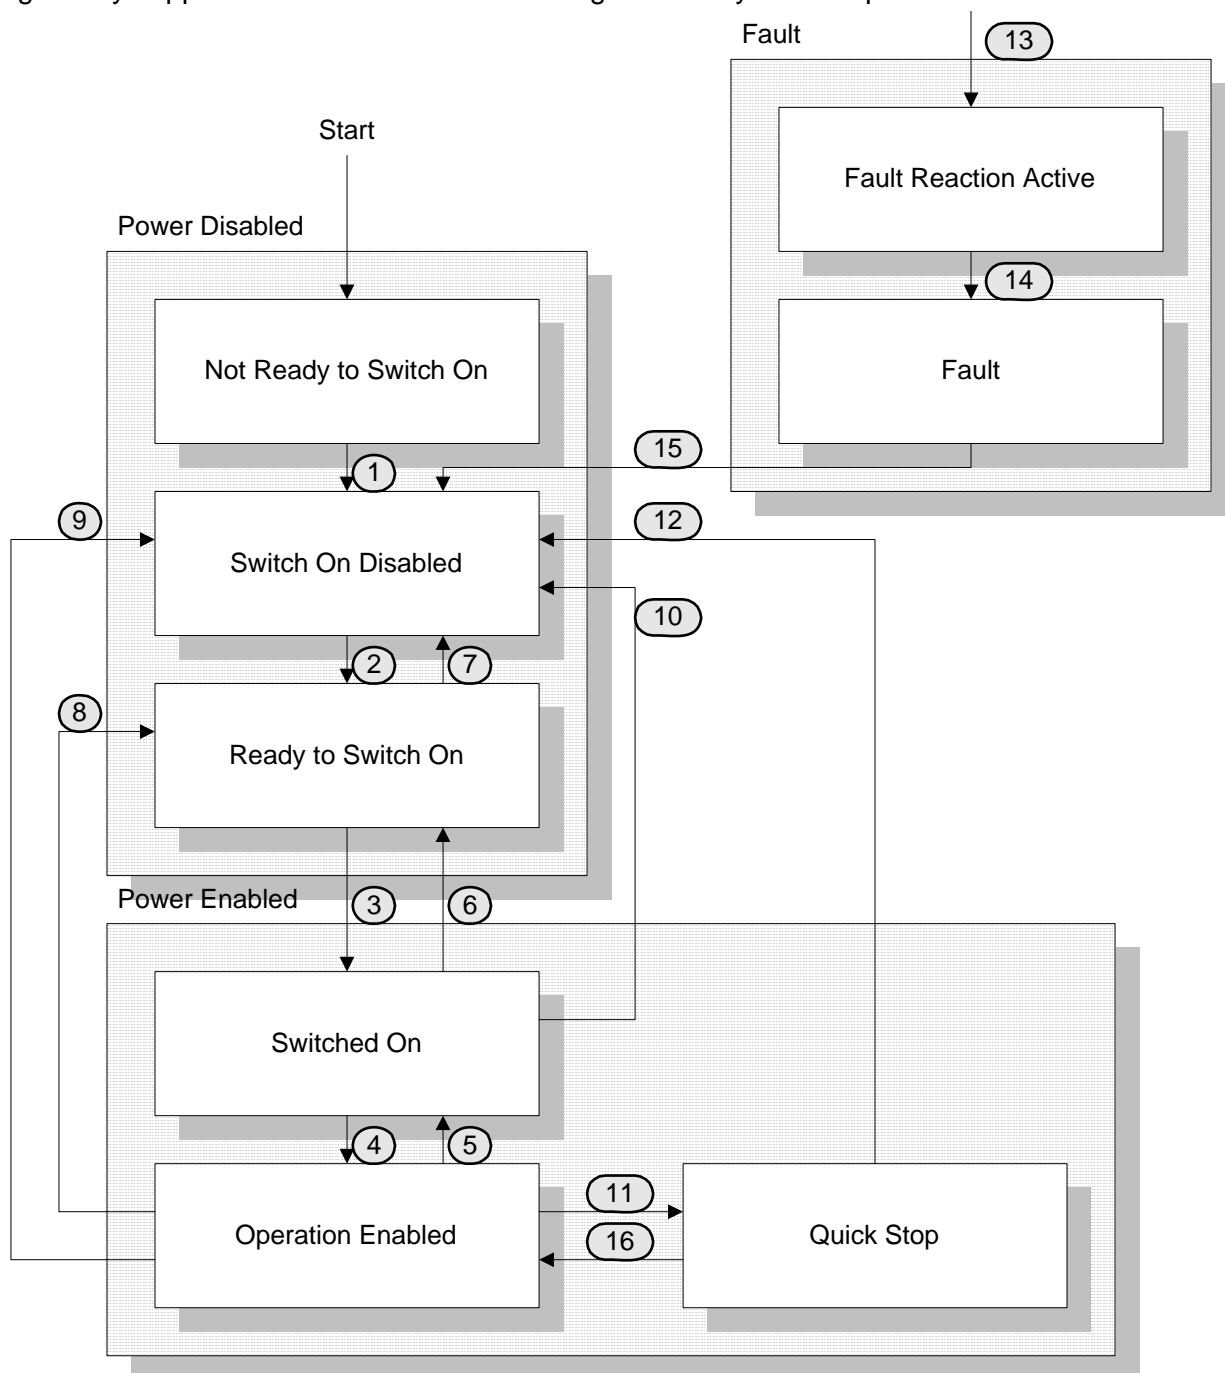 Fault
13
Start
Fault Reaction Active
Power Disabled
14
Not Ready to Switch On
Fault
15
1
9
12
Switch On Disabled
10
2
7
8
Ready to Switch On
Power Enabled
3
6
Switched On
4
5
11
Operation Enabled
Quick Stop
16